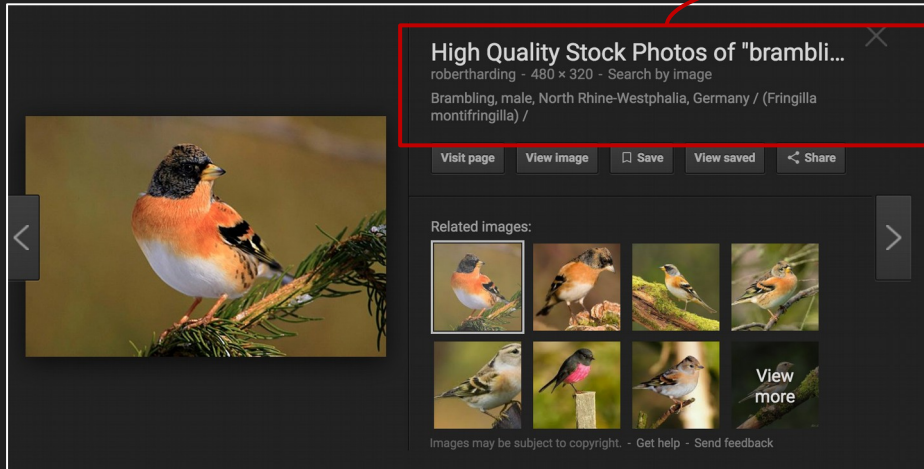 High Quality Stock Photos of "brambli...
robertharding - 480 × 320 - Search by image
Brambling, male, North Rhine-Westphalia, Germany / (Fringilla
montifringilla) /
Visit page View image Save View saved Share
Related images:
View
more
Images may be subject to copyright. - Get help - Send feedback